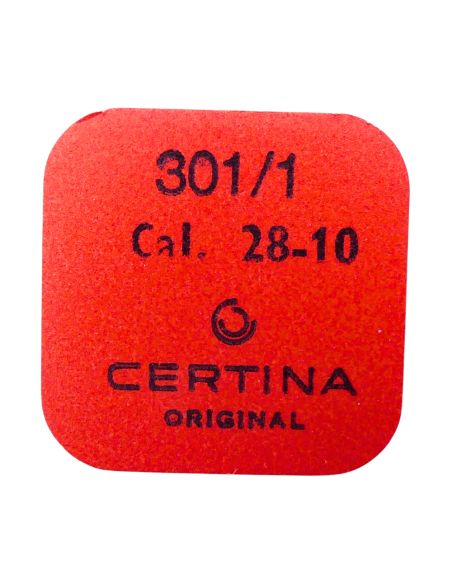 301/1
Cal. 28-10
CERTINA
ORIGINAL